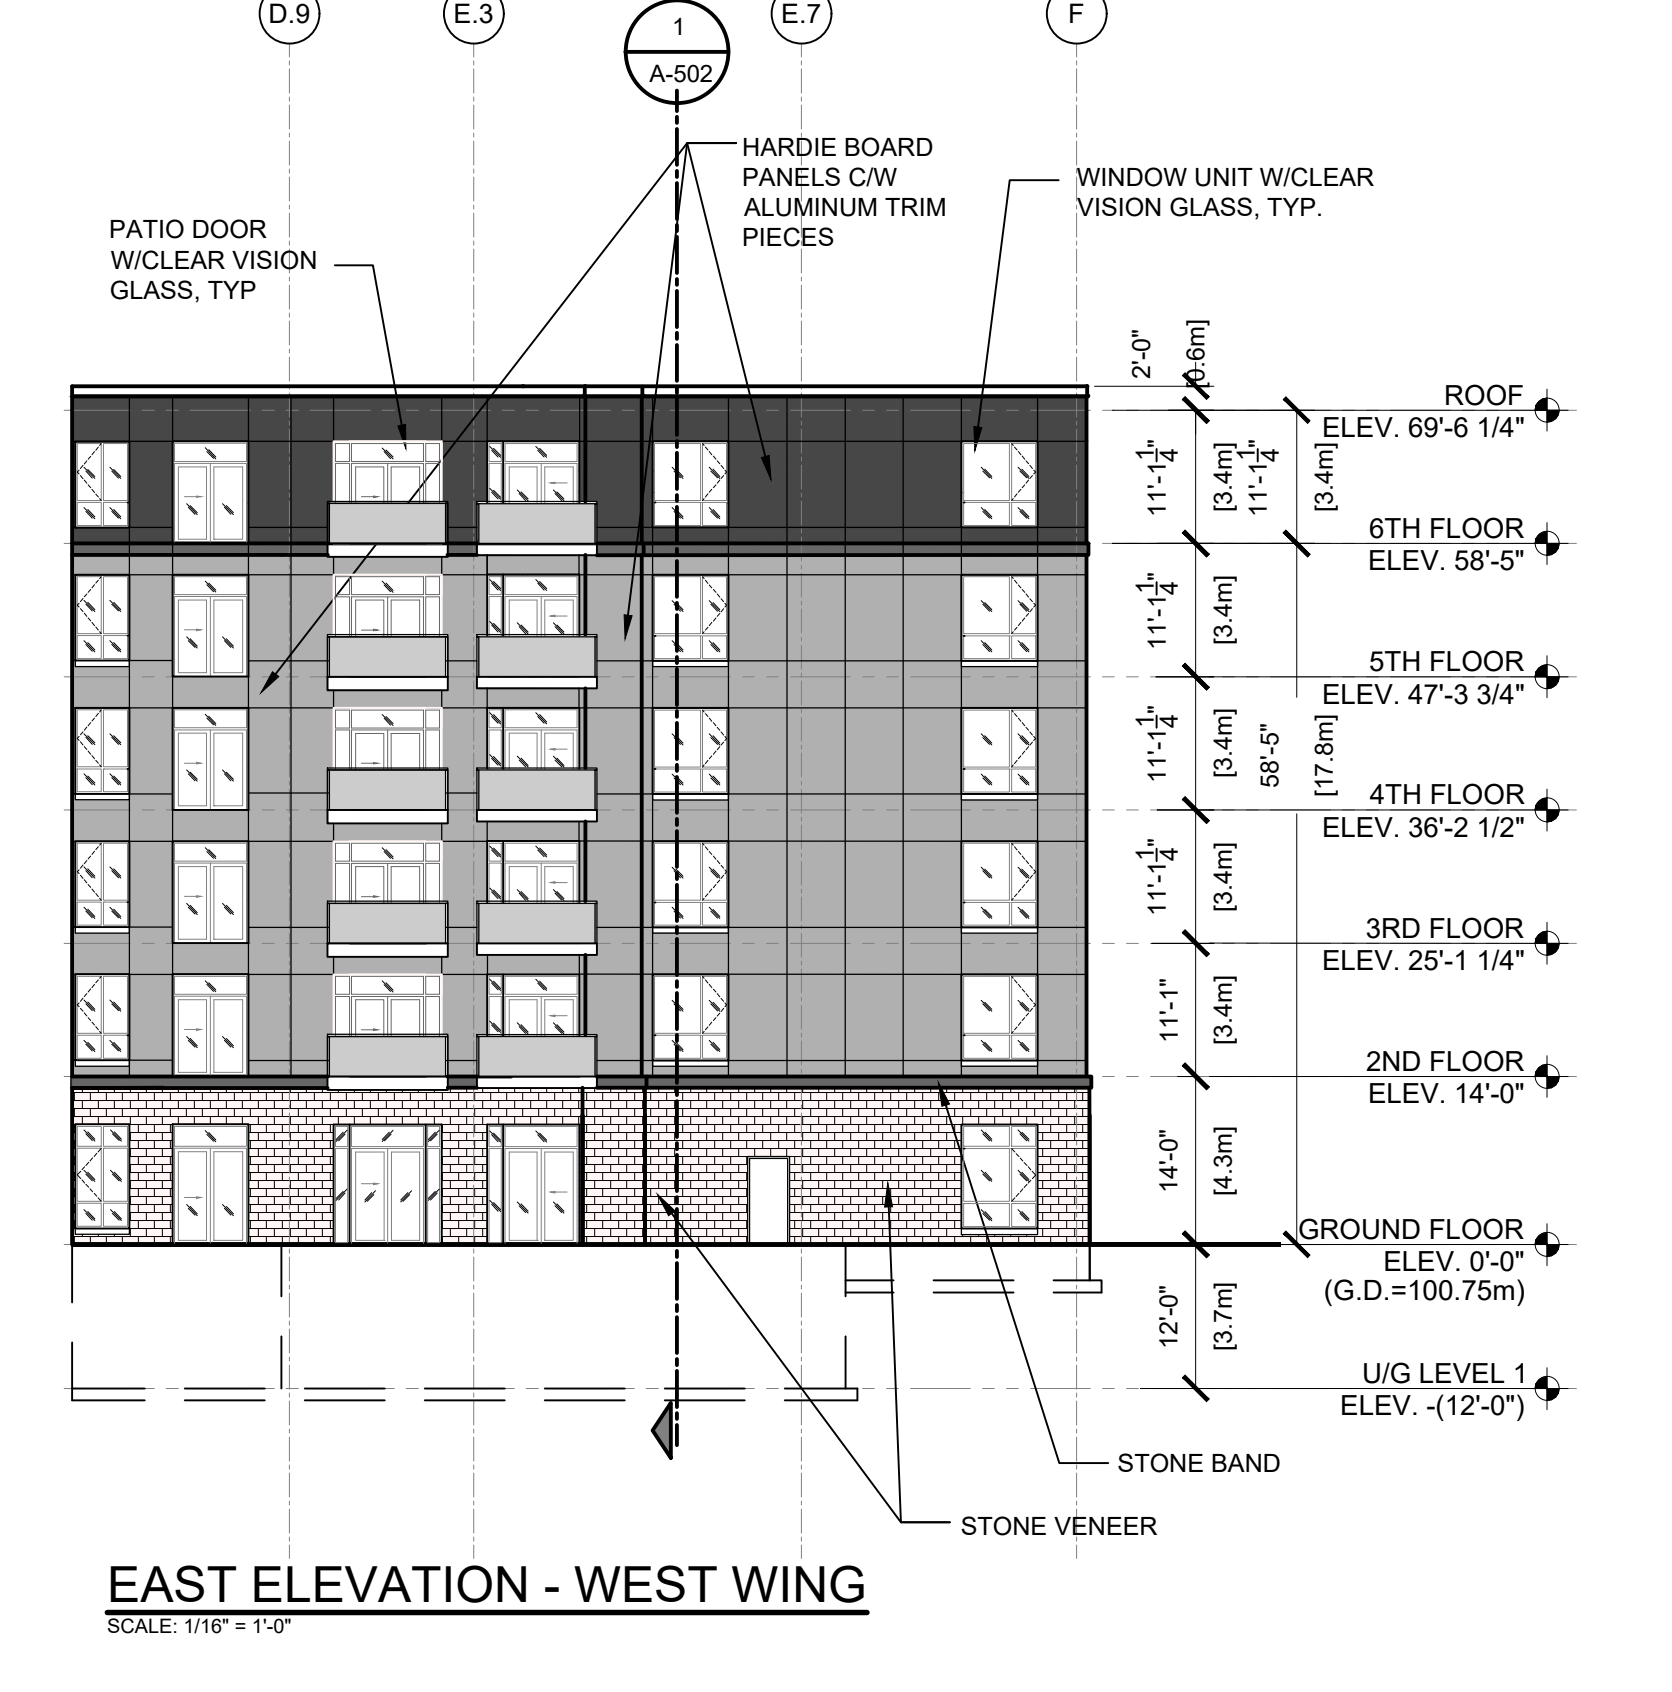 D.9
E.3
1
A-502
E.7
F
HARDIE BOARD
PANELS C/W
ALUMINUM TRIM
PIECES
WINDOW UNIT W/CLEAR
VISION GLASS, TYP.
PATIO DOOR
W/CLEAR VISION
GLASS, TYP
2'-0"
[0.6m]
ROOF
ELEV. 69'-6 1/4"
11'-1 1/4"
[3.4m]
11'-1 1/4"
[3.4m]
6TH FLOOR
ELEV. 58'-5"
11'-1 1/4"
[3.4m]
5TH FLOOR
ELEV. 47'-3 3/4"
11'-1 1/4"
[3.4m]
58'-5"
[17.8m]
4TH FLOOR
ELEV. 36'-2 1/2"
11'-1 1/4"
[3.4m]
3RD FLOOR
ELEV. 25'-1 1/4"
11'-1"
[3.4m]
2ND FLOOR
ELEV. 14'-0"
14'-0"
[4.3m]
GROUND FLOOR
ELEV. 0'-0"
(G.D.=100.75m)
12'-0"
[3.7m]
U/G LEVEL 1
ELEV. -(12'-0")
STONE BAND
STONE VENEER
EAST ELEVATION - WEST WING
SCALE: 1/16" = 1'-0"